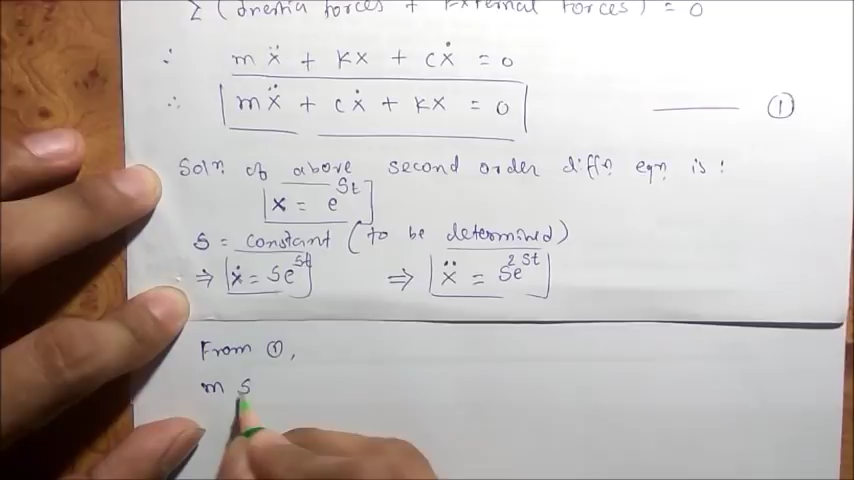 Σ (Inertia forces + External forces) = 0
∴ mẍ + Kx + cẋ = 0
∴ mẍ + cẋ + Kx = 0 ——— ①
Soln of above second order diffn eqn is:
x = e^st
s = constant (to be determined)
⇒ ẋ = Se^st ⇒ ẍ = S²e^st
From ①,
m S